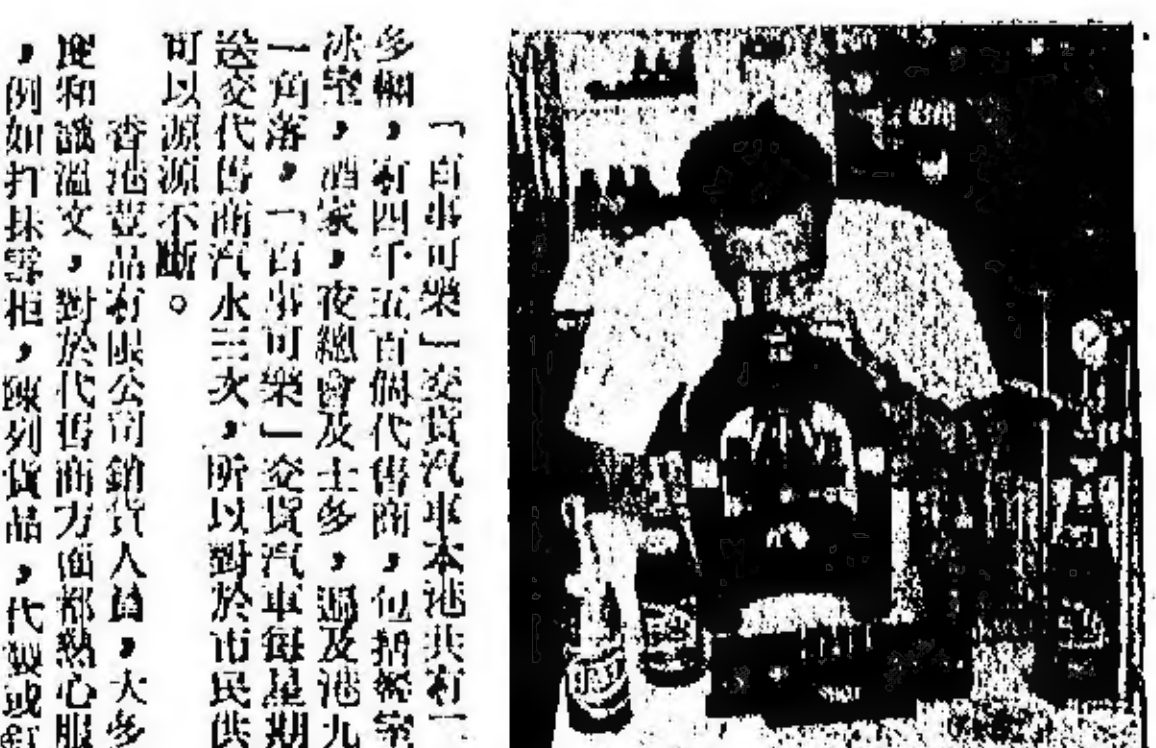 「百事可樂」交貨汽車本港共有一
多輛，有四千五百個代售商，包括餐室
冰室，酒家，夜總會及士多，遍及港九
一角落，「百事可樂」交貨汽車每星期
送交代售商汽水三次，所以對於市民供
可以源源不斷。
香港荳品有限公司銷貨人員，大多
和譪溫文，對於代售商方面都熱心服
，例如打抹雪柜，陳列貨品，代製或